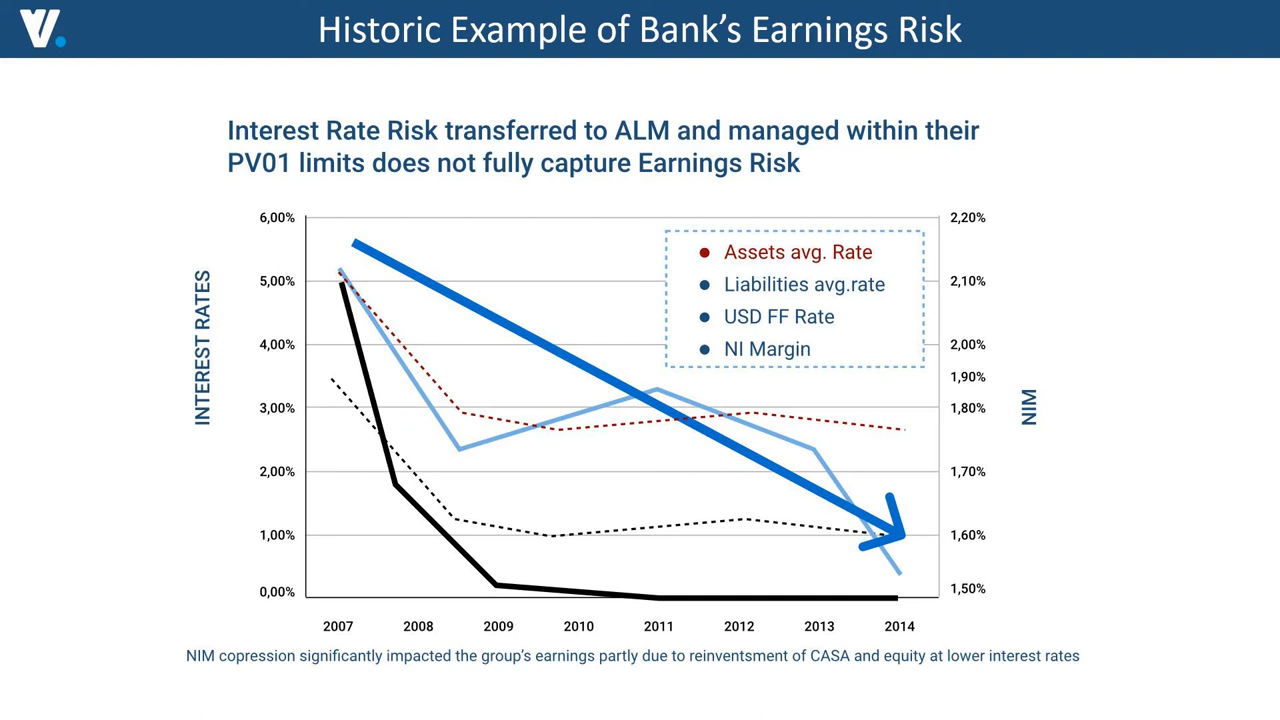 V.
Historic Example of Bank's Earnings Risk
Interest Rate Risk transferred to ALM and managed within their
PV01 limits does not fully capture Earnings Risk
INTEREST RATES
6,00%
5,00%
4,00%
3,00%
2,00%
1,00%
0,00%
Assets avg. Rate
Liabilities avg.rate
USD FF Rate
NI Margin
2,20%
2,10%
2,00%
1,90%
1,80%
1,70%
1,60%
1,50%
NIM
2007 2008 2009 2010 2011 2012 2013 2014
NIM copression significantly impacted the group's earnings partly due to reinventsment of CASA and equity at lower interest rates